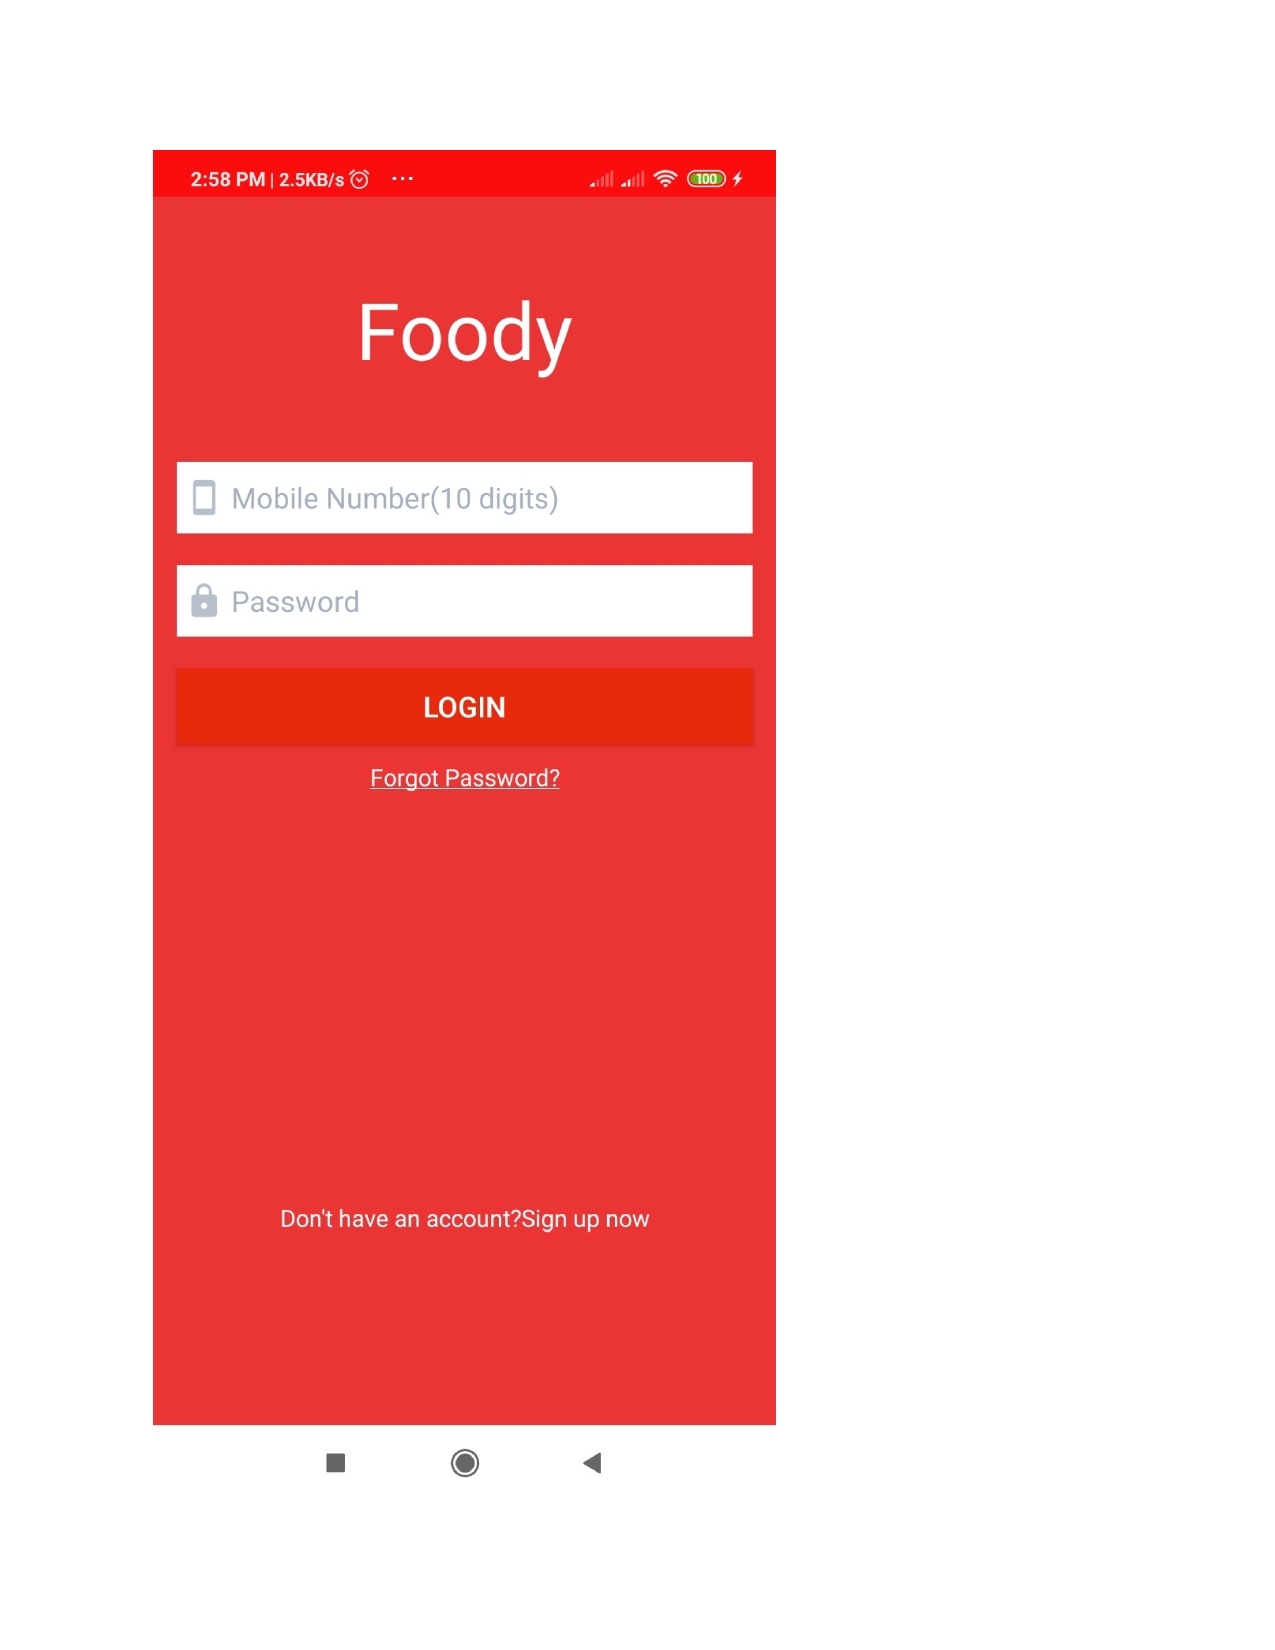 2:58 PM | 2.5KB/s ... 100
Foody
Mobile Number(10 digits)
Password
LOGIN
Forgot Password?
Don't have an account?Sign up now